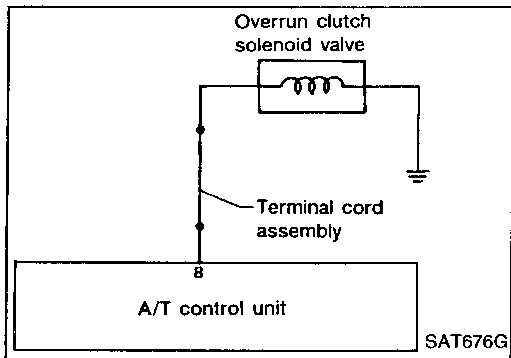 Overrun clutch
solenoid valve
Terminal cord
assembly
8
A/T control unit
SAT676G